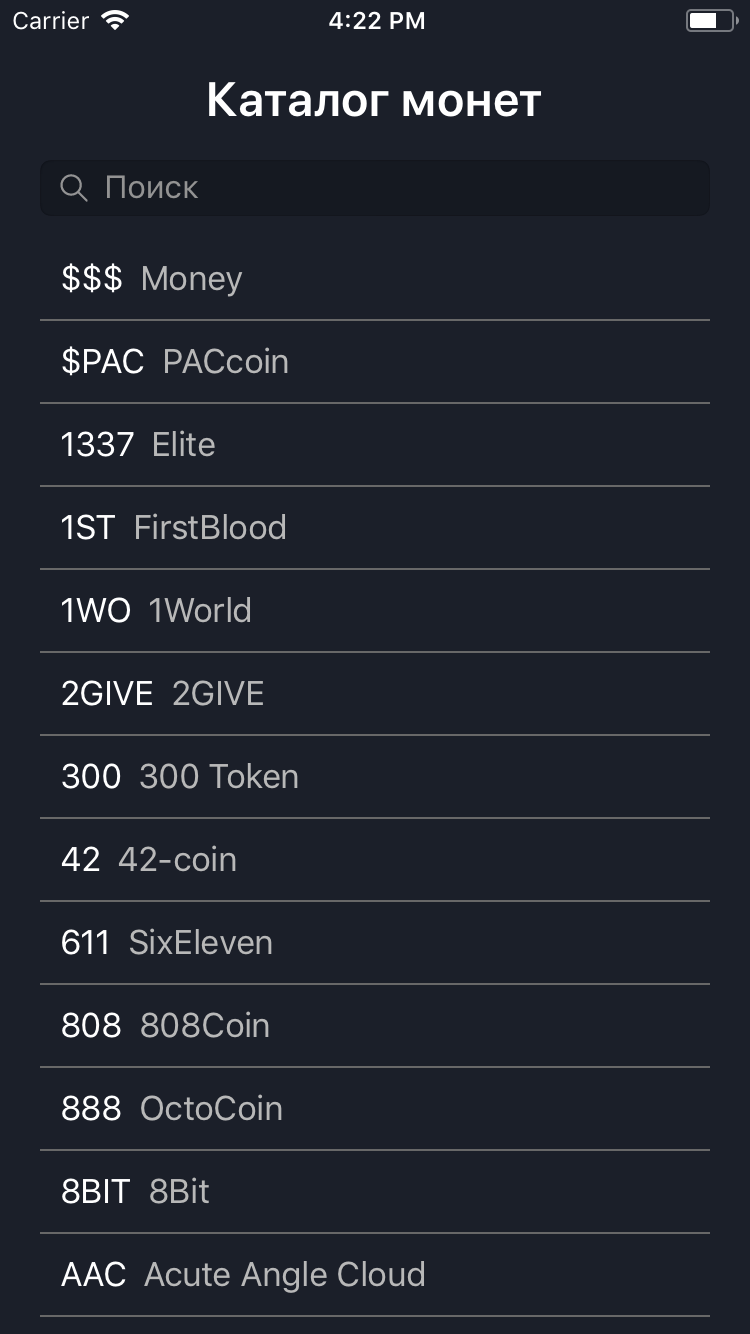 Carrier 4:22 PM
Каталог монет
Поиск
$$$ Money
$PAC PACcoin
1337 Elite
1ST FirstBlood
1WO 1World
2GIVE 2GIVE
300 300 Token
42 42-coin
611 SixEleven
808 808Coin
888 OctoCoin
8BIT 8Bit
AAC Acute Angle Cloud